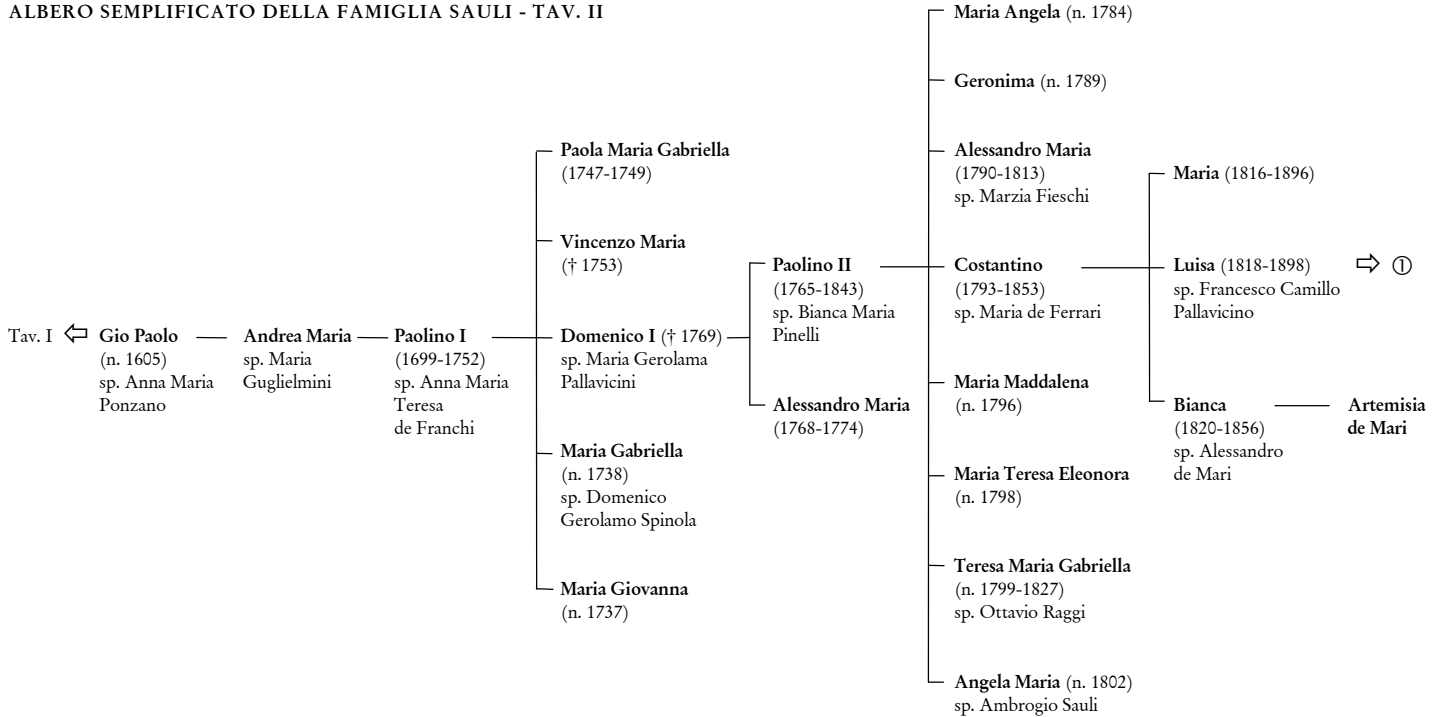 ALBERO SEMPLIFICATO DELLA FAMIGLIA SAULI - TAV. II
Tav. I ⇦
Gio Paolo
(n. 1605)
sp. Anna Maria
Ponzano
Andrea Maria
sp. Maria
Guglielmini
Paolino I
(1699-1752)
sp. Anna Maria
Teresa
de Franchi
Paola Maria Gabriella
(1747-1749)
Vincenzo Maria
(† 1753)
Domenico I († 1769)
sp. Maria Gerolama
Pallavicini
Maria Gabriella
(n. 1738)
sp. Domenico
Gerolamo Spinola
Maria Giovanna
(n. 1737)
Paolino II
(1765-1843)
sp. Bianca Maria
Pinelli
Alessandro Maria
(1768-1774)
Maria Angela (n. 1784)
Geronima (n. 1789)
Alessandro Maria
(1790-1813)
sp. Marzia Fieschi
Costantino
(1793-1853)
sp. Maria de Ferrari
Maria Maddalena
(n. 1796)
Maria Teresa Eleonora
(n. 1798)
Teresa Maria Gabriella
(n. 1799-1827)
sp. Ottavio Raggi
Angela Maria (n. 1802)
sp. Ambrogio Sauli
Maria (1816-1896)
Luisa (1818-1898) ⇨ ①
sp. Francesco Camillo
Pallavicino
Bianca
(1820-1856)
sp. Alessandro
de Mari
Artemisia
de Mari